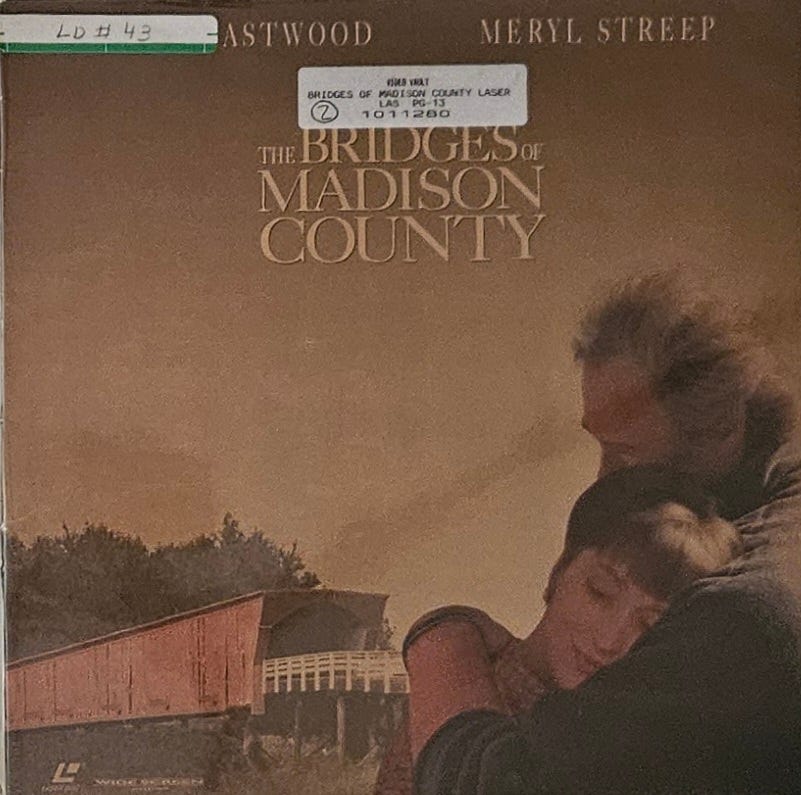 LD # 43
ASTWOOD
MERYL STREEP
VIDEO VAULT
BRIDGES OF MADISON COUNTY LASER
LAS PG-13
2 1011280
THE BRIDGES OF
MADISON
COUNTY
WIDE SCREEN